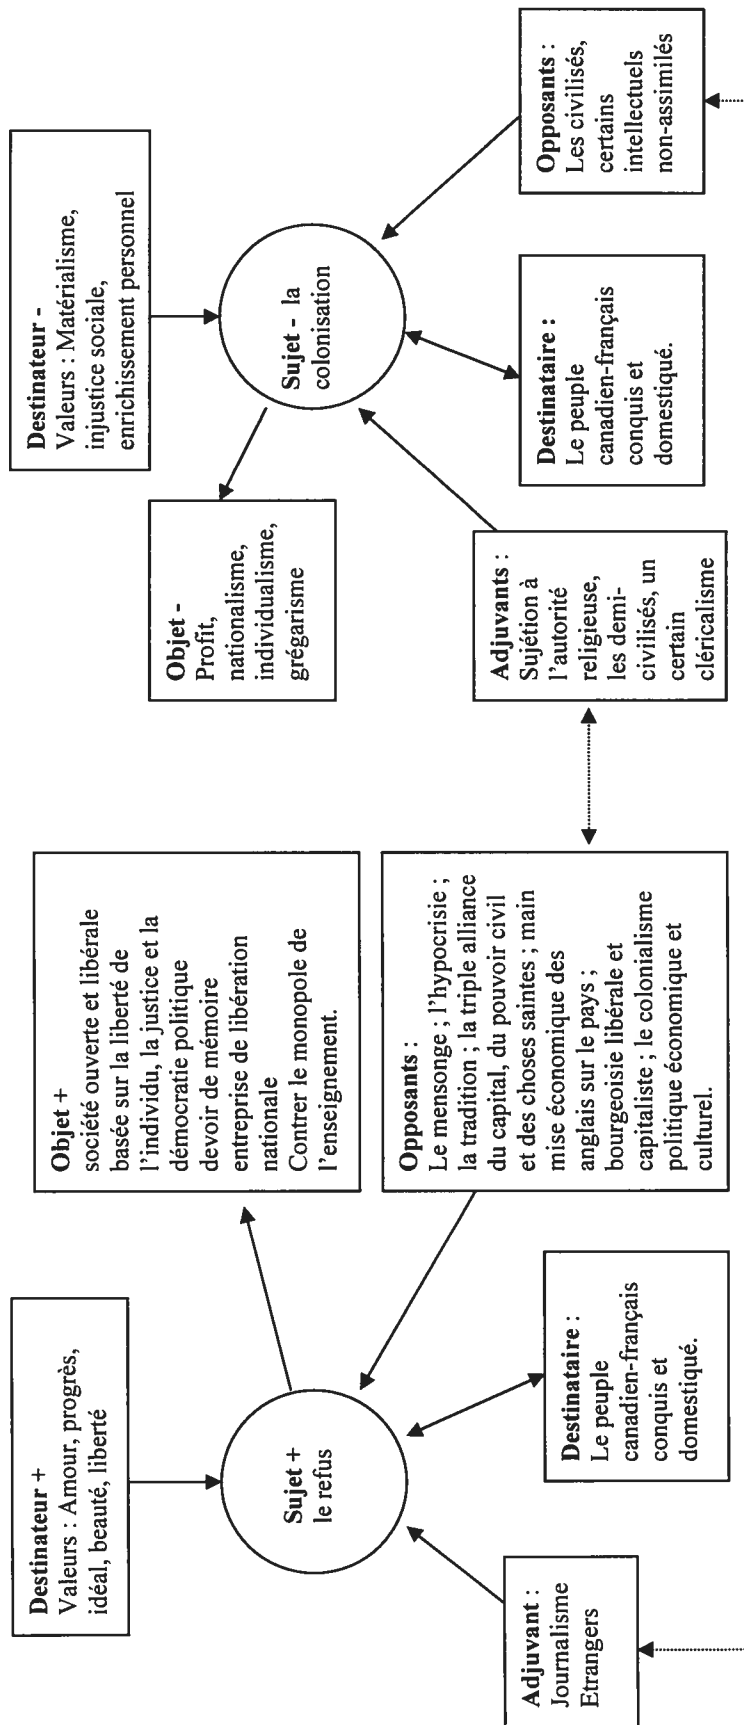 Destinateur +
Valeurs : Amour, progrès,
idéal, beauté, liberté
Sujet +
le refus
Objet +
société ouverte et libérale
basée sur la liberté de
l'individu, la justice et la
démocratie politique
devoir de mémoire
entreprise de libération
nationale
Contrer le monopole de
l'enseignement.
Adjuvant :
Journalisme
Etrangers
Destinataire :
Le peuple
canadien-français
conquis et
domestiqué.
Opposants :
Le mensonge ; l'hypocrisie ;
la tradition ; la triple alliance
du capital, du pouvoir civil
et des choses saintes ; main
mise économique des
anglais sur le pays ;
bourgeoisie libérale et
capitaliste ; le colonialisme
politique économique et
culturel.
Destinateur -
Valeurs : Matérialisme,
injustice sociale,
enrichissement personnel
Objet -
Profit,
nationalisme,
individualisme,
grégarisme
Sujet - la
colonisation
Adjuvants :
Sujétion à
l'autorité
religieuse,
les demi-
civilisés, un
certain
cléricalisme
Destinataire :
Le peuple
canadien-français
conquis et
domestiqué.
Opposants :
Les civilisés,
certains
intellectuels
non-assimilés